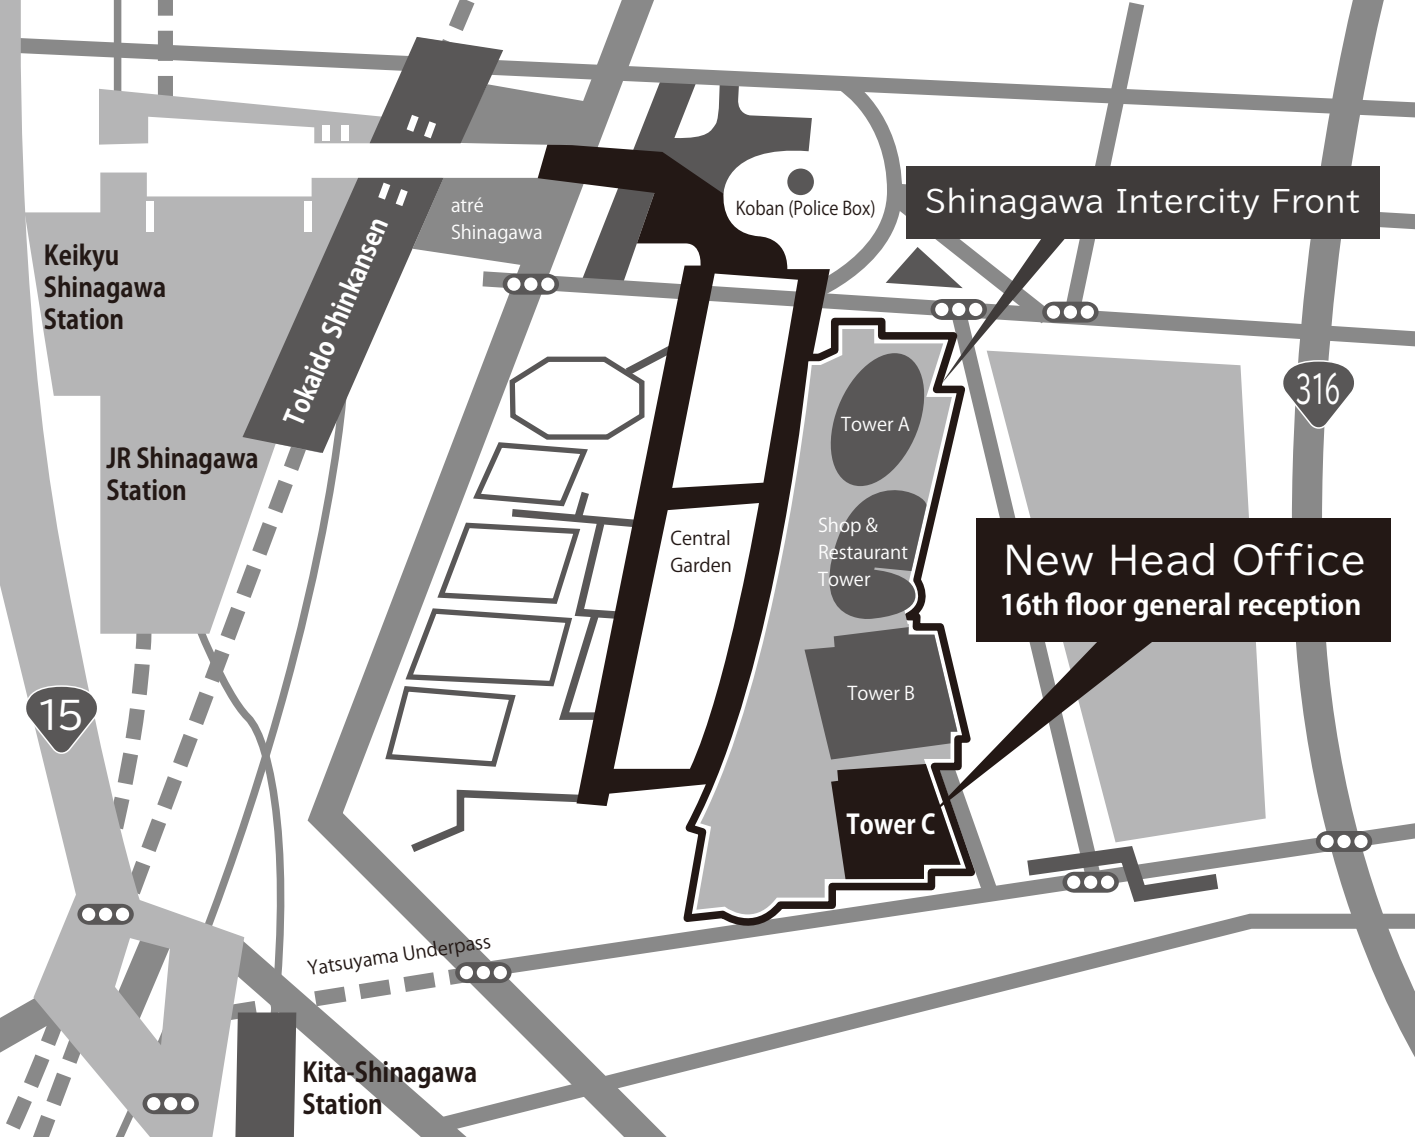 Shinagawa Intercity Front
Koban (Police Box)
atré
Shinagawa
Keikyu
Shinagawa
Station
Tokaido Shinkansen
316
Tower A
JR Shinagawa
Station
Shop &
Restaurant
Tower
Central
Garden
New Head Office
16th floor general reception
Tower B
15
Tower C
Yatsuyama Underpass
Kita-Shinagawa
Station